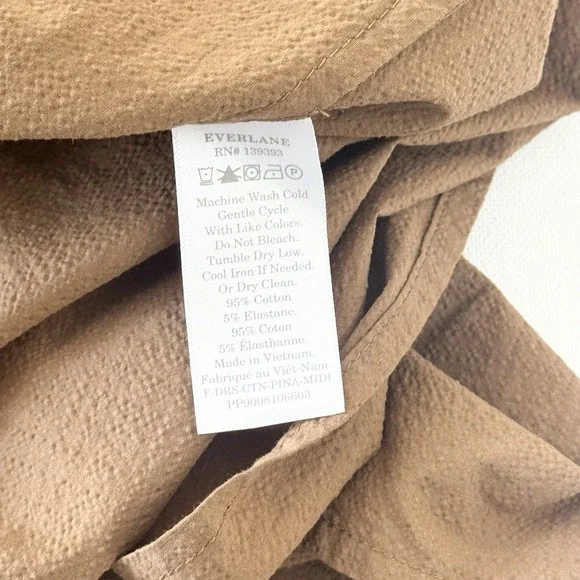 EVERLANE
RN# 139393
Machine Wash Cold
Gentle Cycle
With Like Colors.
Do Not Bleach.
Tumble Dry Low.
Cool Iron If Needed.
Or Dry Clean.
95% Cotton
5% Elastane.
95% Coton
5% Élasthanne.
Made in Vietnam.
Fabriqué au Viêt-Nam.
F-DRS-CTN-PINA-MIDI
PP9008106603